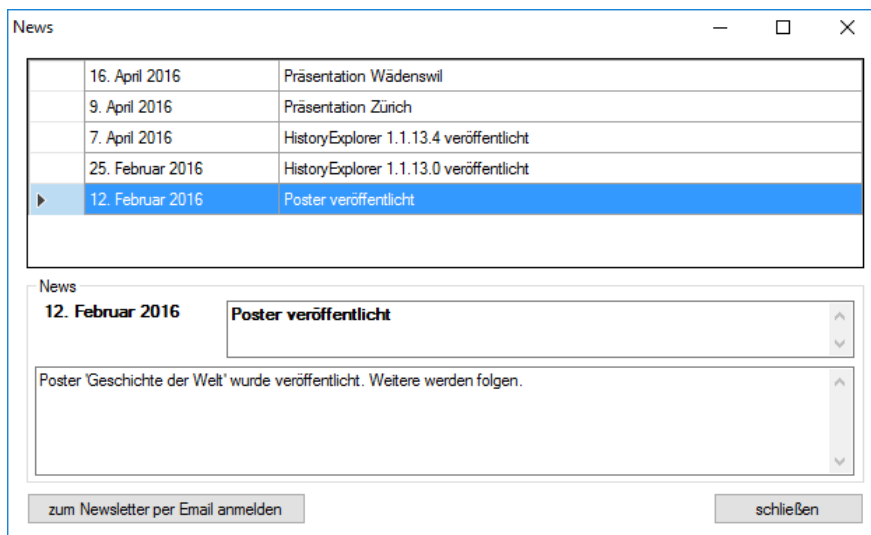 News
16. April 2016 Präsentation Wädenswil
9. April 2016 Präsentation Zürich
7. April 2016 HistoryExplorer 1.1.13.4 veröffentlicht
25. Februar 2016 HistoryExplorer 1.1.13.0 veröffentlicht
12. Februar 2016 Poster veröffentlicht
News
12. Februar 2016 Poster veröffentlicht
Poster 'Geschichte der Welt' wurde veröffentlicht. Weitere werden folgen.
zum Newsletter per Email anmelden schließen